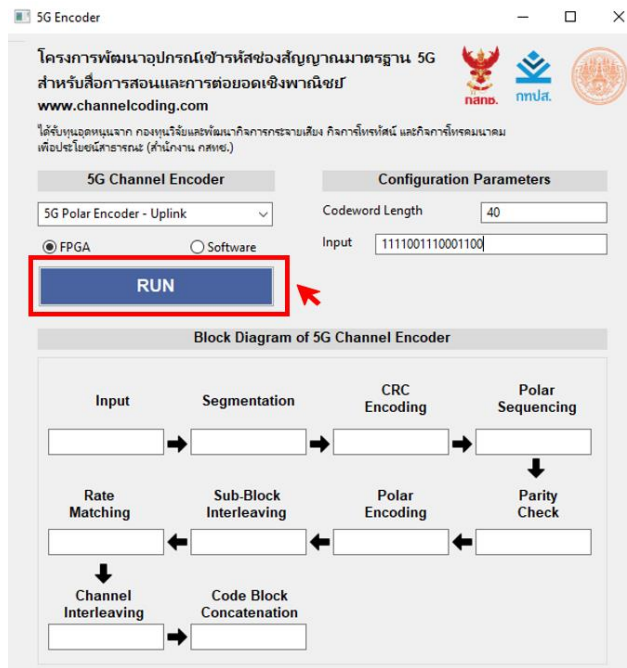 5G Encoder
โครงการพัฒนาอุปกรณ์เข้ารหัสช่องสัญญาณมาตรฐาน 5G
สำหรับสื่อการสอนและการต่อยอดเชิงพาณิชย์
www.channelcoding.com
ได้รับทุนอุดหนุนจาก กองทุนวิจัยและพัฒนากิจการกระจายเสียง กิจการโทรทัศน์ และกิจการโทรคมนาคม
เพื่อประโยชน์สาธารณะ (สำนักงาน กสทช.)
กสทช.
กทปส.
5G Channel Encoder
Configuration Parameters
5G Polar Encoder - Uplink
Codeword Length 40
FPGA
Software
Input 1111001110001100
RUN
Block Diagram of 5G Channel Encoder
Input
Segmentation
CRC
Encoding
Polar
Sequencing
Rate
Matching
Sub-Block
Interleaving
Polar
Encoding
Parity
Check
Channel
Interleaving
Code Block
Concatenation